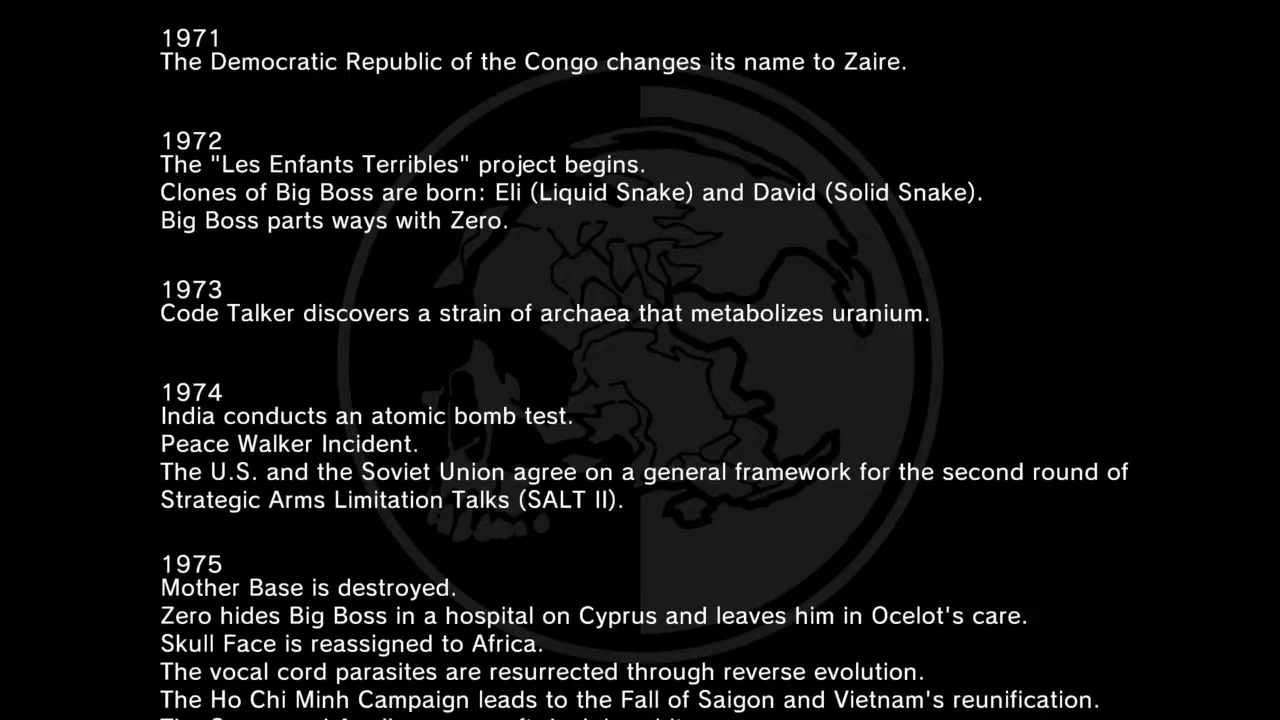 1971
The Democratic Republic of the Congo changes its name to Zaire.
1972
The "Les Enfants Terribles" project begins.
Clones of Big Boss are born: Eli (Liquid Snake) and David (Solid Snake).
Big Boss parts ways with Zero.
1973
Code Talker discovers a strain of archaea that metabolizes uranium.
1974
India conducts an atomic bomb test.
Peace Walker Incident.
The U.S. and the Soviet Union agree on a general framework for the second round of
Strategic Arms Limitation Talks (SALT II).
1975
Mother Base is destroyed.
Zero hides Big Boss in a hospital on Cyprus and leaves him in Ocelot's care.
Skull Face is reassigned to Africa.
The vocal cord parasites are resurrected through reverse evolution.
The Ho Chi Minh Campaign leads to the Fall of Saigon and Vietnam's reunification.